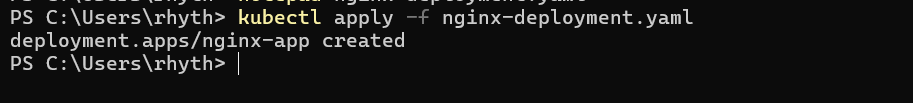 PS C:\Users\rhyth> kubectl apply -f nginx-deployment.yaml
deployment.apps/nginx-app created
PS C:\Users\rhyth>